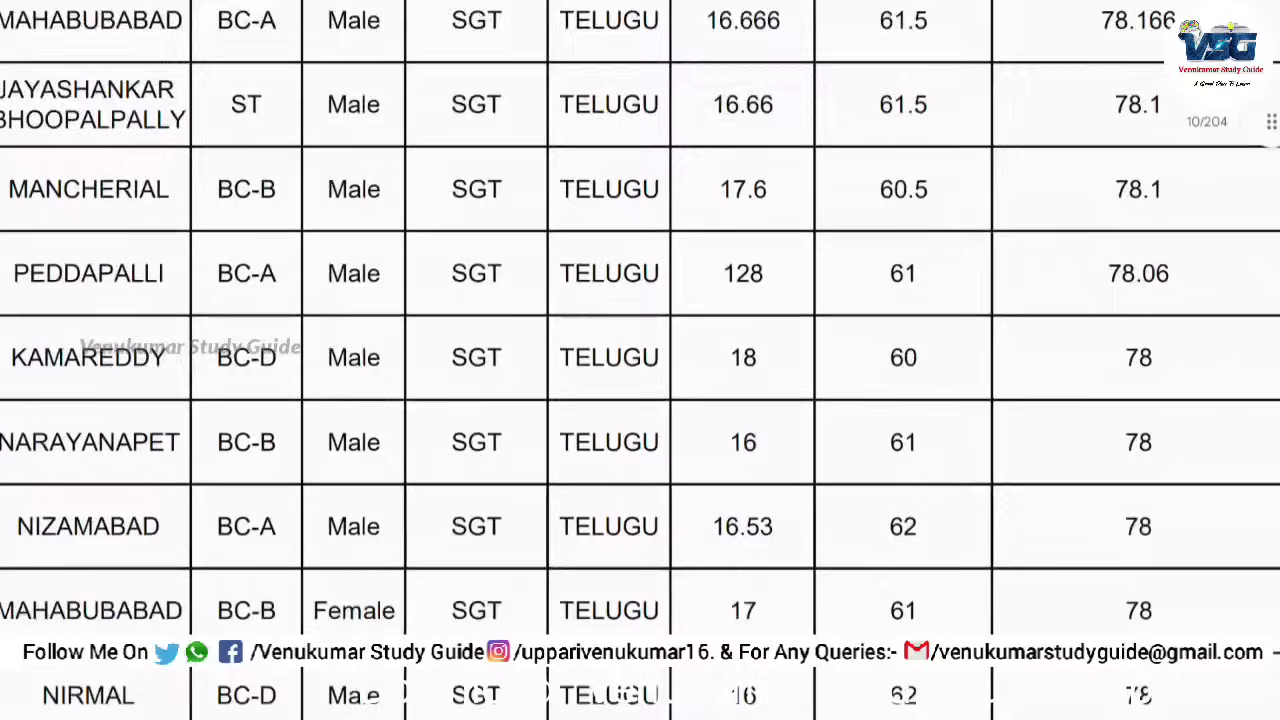 MAHABUBABAD BC-A Male SGT TELUGU 16.666 61.5 78.166
VSG
Venukumar Study Guide
A Great Place To Learn
JAYASHANKAR
BHOOPALPALLY ST Male SGT TELUGU 16.66 61.5 78.1
10/204
MANCHERIAL BC-B Male SGT TELUGU 17.6 60.5 78.1
PEDDAPALLI BC-A Male SGT TELUGU 128 61 78.06
Venukumar Study Guide
KAMAREDDY BC-D Male SGT TELUGU 18 60 78
NARAYANAPET BC-B Male SGT TELUGU 16 61 78
NIZAMABAD BC-A Male SGT TELUGU 16.53 62 78
MAHABUBABAD BC-B Female SGT TELUGU 17 61 78
Follow Me On /Venukumar Study Guide /upparivenukumar16. & For Any Queries:- /venukumarstudyguide@gmail.com -
NIRMAL BC-D Male SGT TELUGU 16 62 78